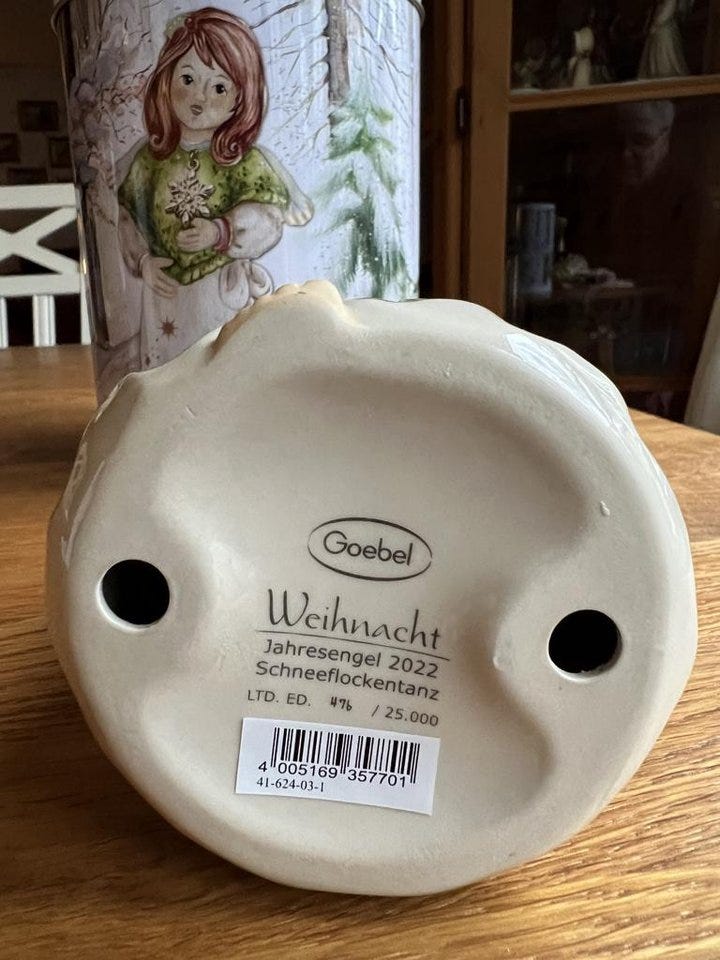 Goebel
Weihnacht
Jahresengel 2022
Schneeflockentanz
LTD. ED. 476 / 25.000
4 005169 357701
41-624-03-1